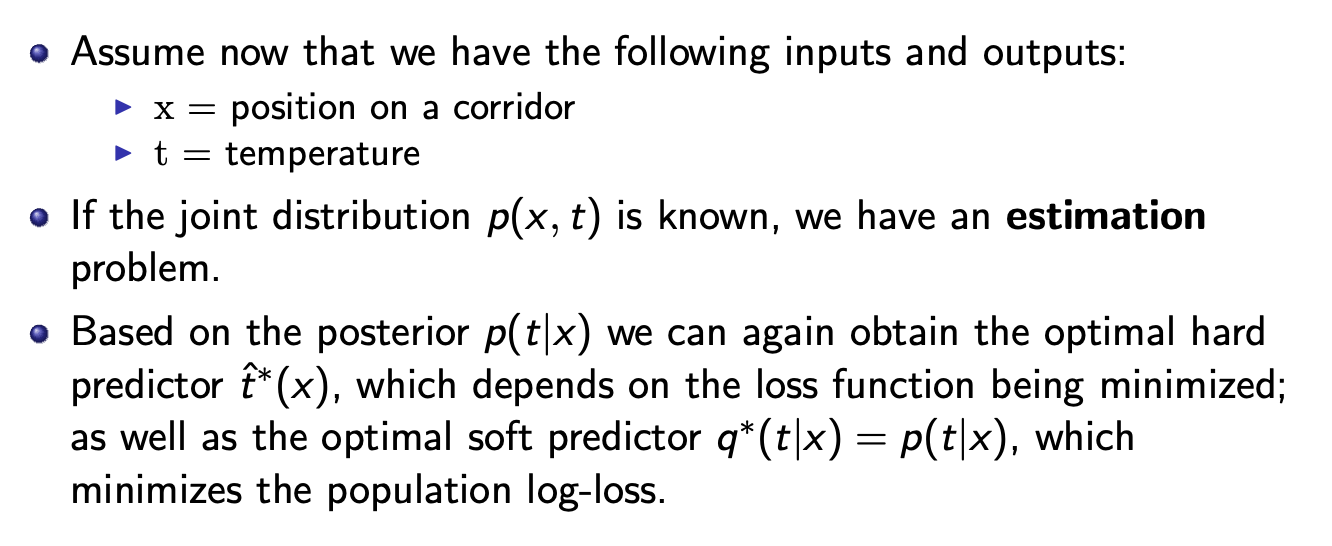 Assume now that we have the following inputs and outputs:
x = position on a corridor
t = temperature
If the joint distribution p(x, t) is known, we have an estimation
problem.
Based on the posterior p(t|x) we can again obtain the optimal hard
predictor t̂*(x), which depends on the loss function being minimized;
as well as the optimal soft predictor q*(t|x) = p(t|x), which
minimizes the population log-loss.